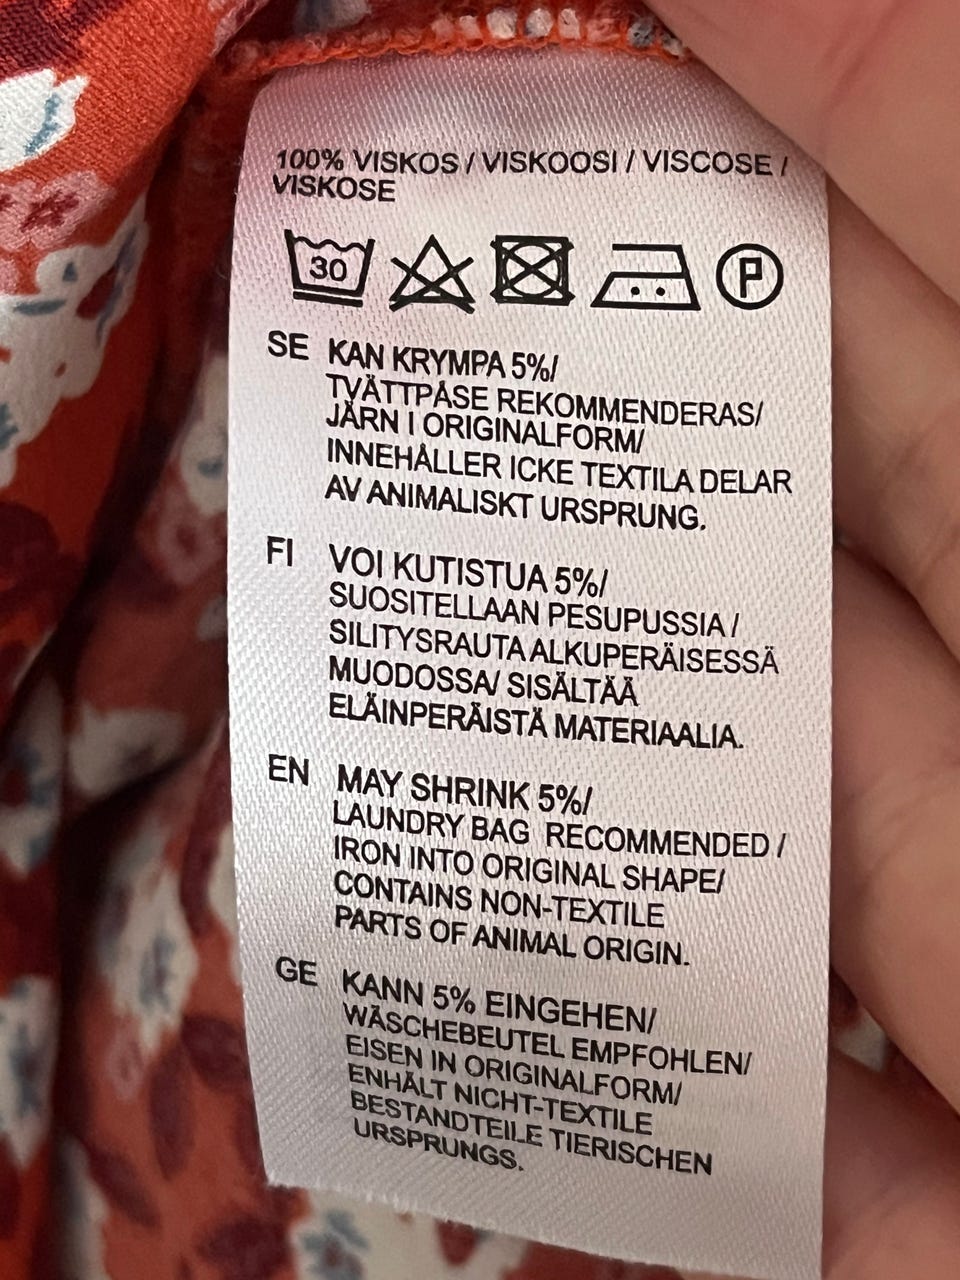 100% VISKOS / VISKOOSI / VISCOSE /
VISKOSE
30
P
SE KAN KRYMPA 5%/
TVÄTTPÅSE REKOMMENDERAS/
JÄRN I ORIGINALFORM/
INNEHÅLLER ICKE TEXTILA DELAR
AV ANIMALISKT URSPRUNG.
FI VOI KUTISTUA 5%/
SUOSITELLAAN PESUPUSSIA /
SILITYSRAUTA ALKUPERÄISESSÄ
MUODOSSA/ SISÄLTÄÄ
ELÄINPERÄISTÄ MATERIAALIA.
EN MAY SHRINK 5%/
LAUNDRY BAG RECOMMENDED /
IRON INTO ORIGINAL SHAPE/
CONTAINS NON-TEXTILE
PARTS OF ANIMAL ORIGIN.
GE KANN 5% EINGEHEN/
WÄSCHEBEUTEL EMPFOHLEN/
EISEN IN ORIGINALFORM/
ENHÄLT NICHT-TEXTILE
BESTANDTEILE TIERISCHEN
URSPRUNGS.